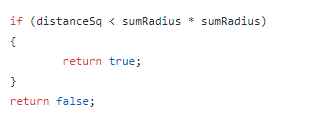 if (distanceSq < sumRadius * sumRadius)
{
        return true;
}
return false;